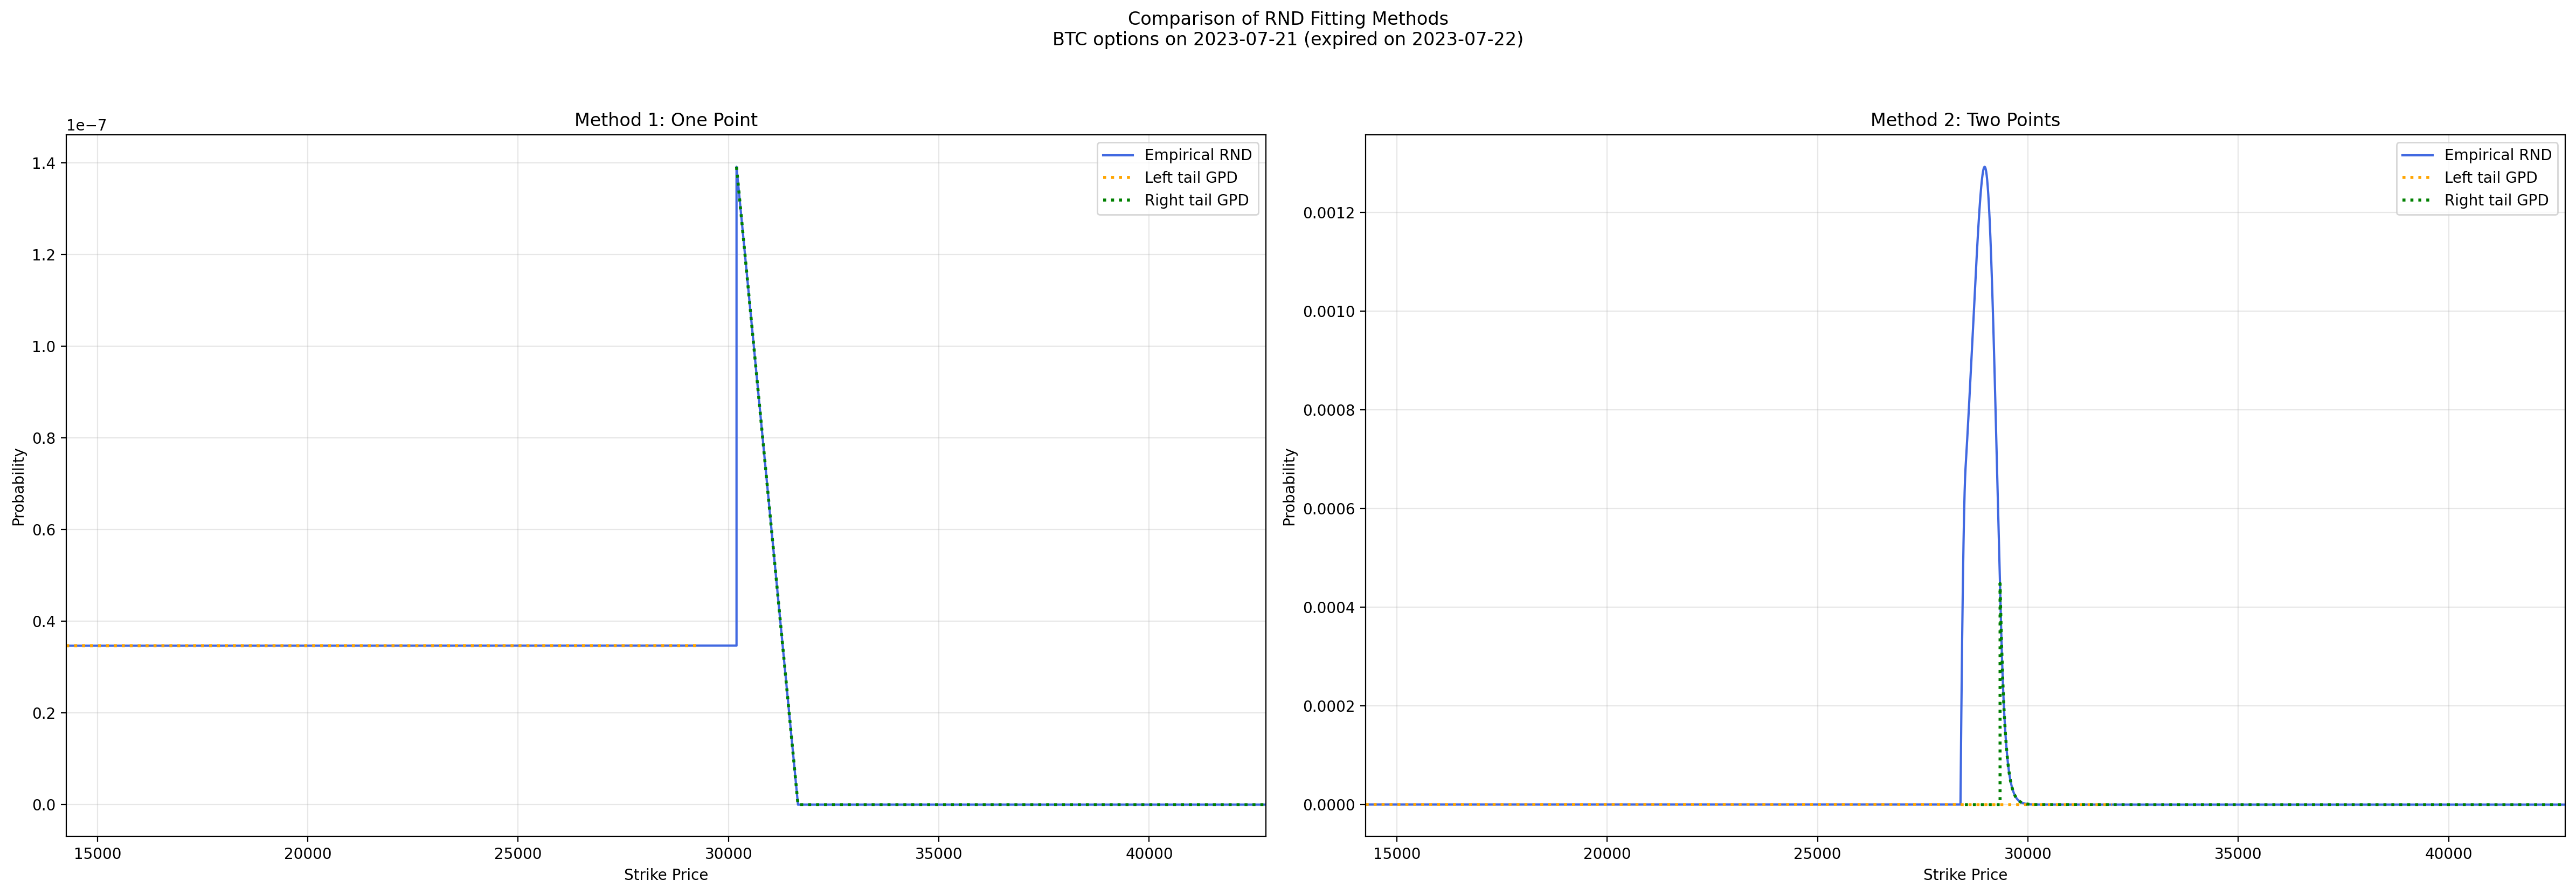 Comparison of RND Fitting Methods
BTC options on 2023-07-21 (expired on 2023-07-22)
Method 1: One Point
1e−7
1.4
1.2
1.0
0.8
0.6
0.4
0.2
0.0
Probability
15000 20000 25000 30000 35000 40000
Strike Price
Empirical RND
Left tail GPD
Right tail GPD
Method 2: Two Points
0.0012
0.0010
0.0008
0.0006
0.0004
0.0002
0.0000
Probability
15000 20000 25000 30000 35000 40000
Strike Price
Empirical RND
Left tail GPD
Right tail GPD